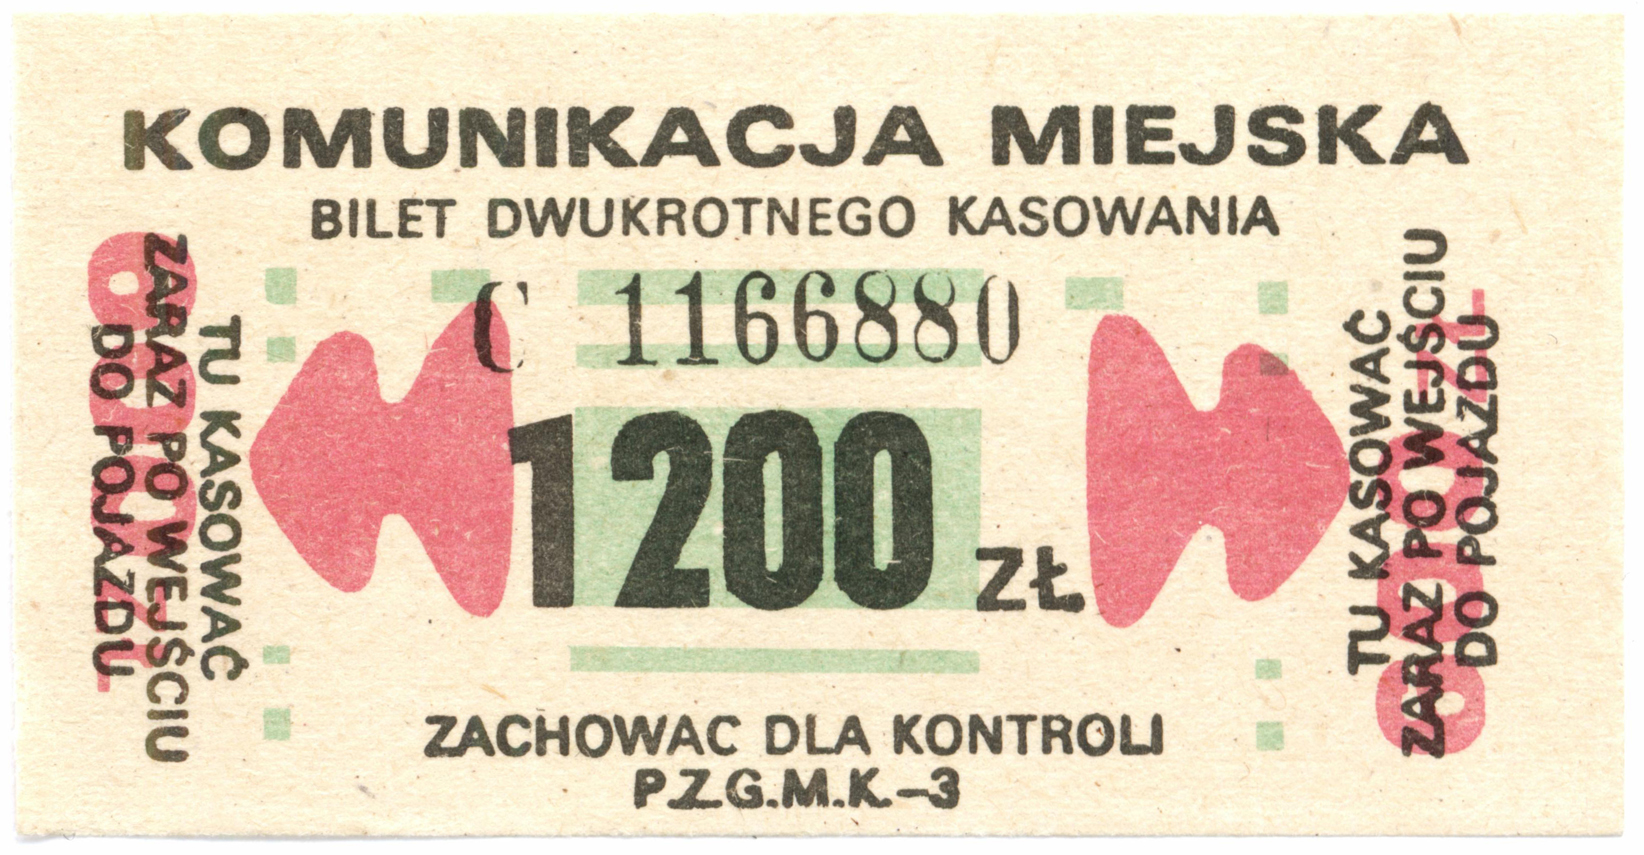 KOMUNIKACJA MIEJSKA
BILET DWUKROTNEGO KASOWANIA
C 1166880
1200 ZŁ
TU KASOWAĆ
ZARAZ PO WEJŚCIU
DO POJAZDU
TU KASOWAĆ
ZARAZ PO WEJŚCIU
DO POJAZDU
ZACHOWAC DLA KONTROLI
P.Z.G.M.K.–3